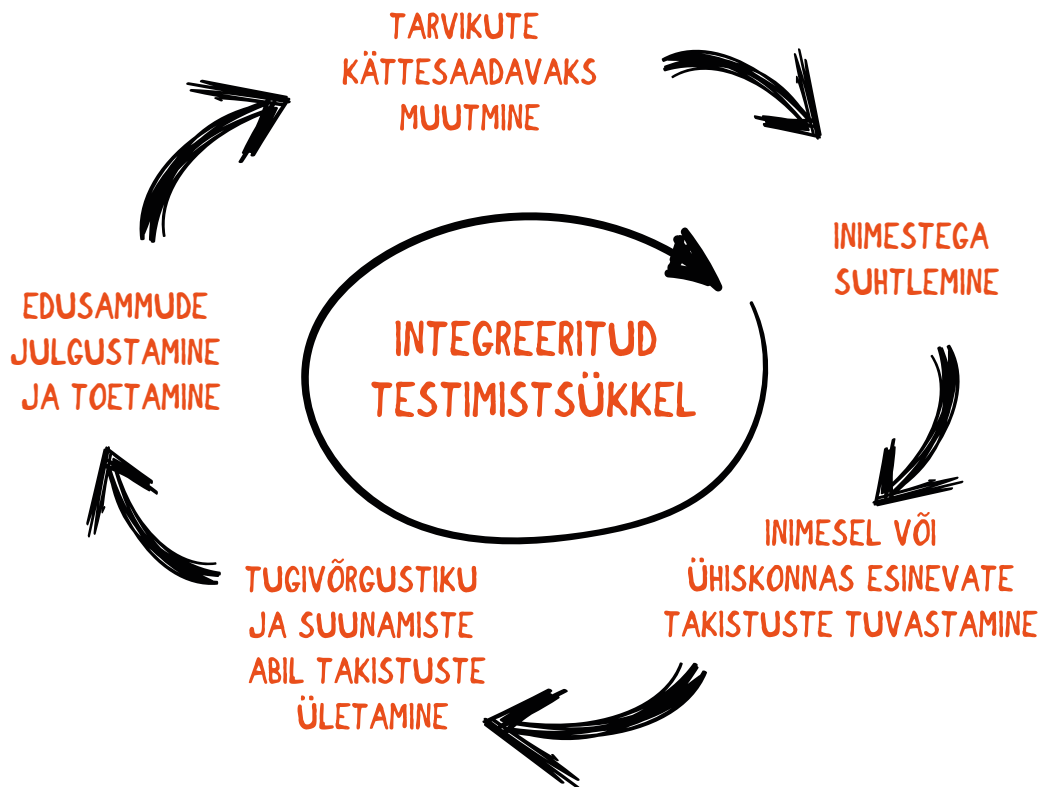 TARVIKUTE
KÄTTESAADAVAKS
MUUTMINE
INIMESTEGA
SUHTLEMINE
INIMESEL VÕI
ÜHISKONNAS ESINEVATE
TAKISTUSTE TUVASTAMINE
TUGIVÕRGUSTIKU
JA SUUNAMISTE
ABIL TAKISTUSTE
ÜLETAMINE
EDUSAMMUDE
JULGUSTAMINE
JA TOETAMINE
INTEGREERITUD
TESTIMISTSÜKKEL